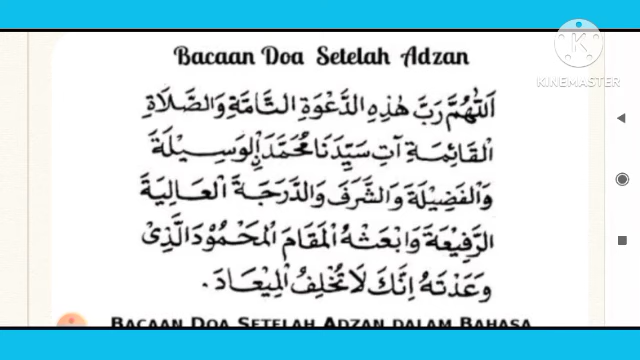 Bacaan Doa Setelah Adzan
KINEMASTER
اَللّٰهُمَّ رَبَّ هٰذِهِ الدَّعْوَةِ التَّامَّةِ وَالصَّلَاةِ
الْقَائِمَةِ آتِ سَيِّدَنَا مُحَمَّدَنِ الْوَسِيْلَةَ
وَالْفَضِيْلَةَ وَالشَّرَفَ وَالدَّرَجَةَ الْعَالِيَةَ
الرَّفِيْعَةَ وَابْعَثْهُ الْمَقَامَ الْمَحْمُوْدَ الَّذِىْ
وَعَدْتَهُ اِنَّكَ لَا تُخْلِفُ الْمِيْعَادَ.
BACAAN DOA SETELAH ADZAN DALAM BAHASA